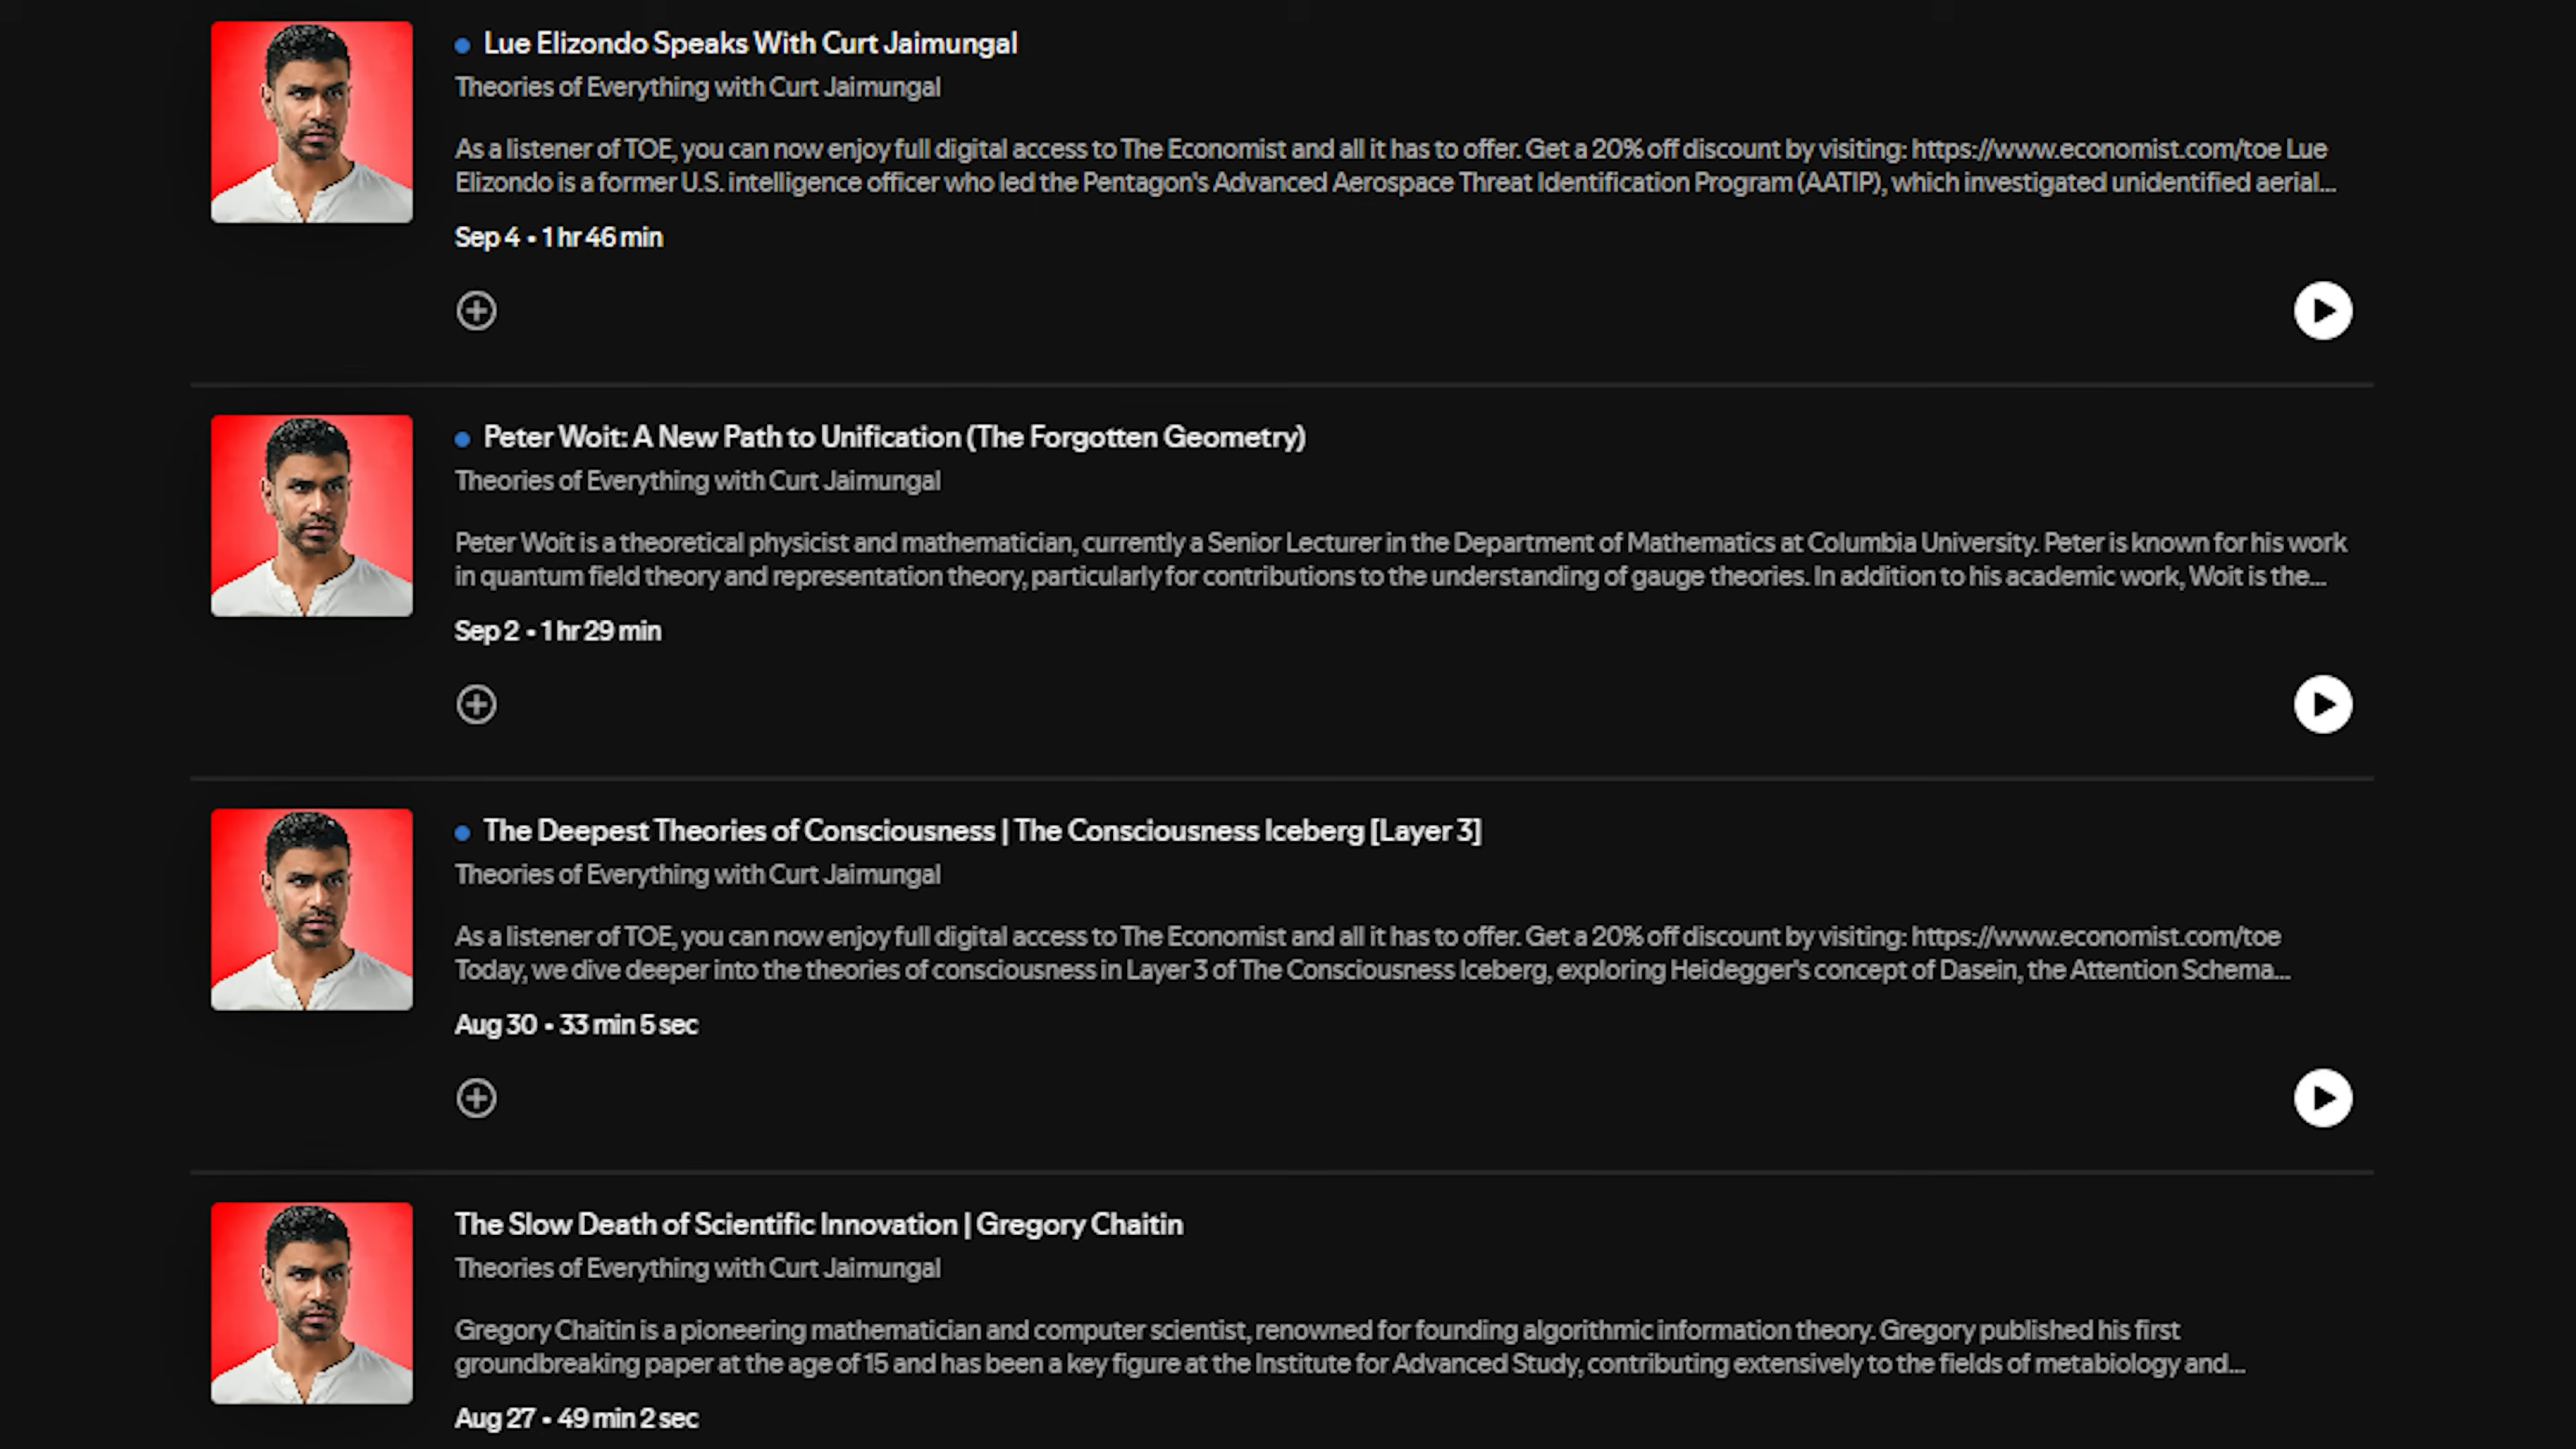 Lue Elizondo Speaks With Curt Jaimungal
Theories of Everything with Curt Jaimungal
As a listener of TOE, you can now enjoy full digital access to The Economist and all it has to offer. Get a 20% off discount by visiting: https://www.economist.com/toe Lue
Elizondo is a former U.S. intelligence officer who led the Pentagon's Advanced Aerospace Threat Identification Program (AATIP), which investigated unidentified aerial...
Sep 4 • 1 hr 46 min
Peter Woit: A New Path to Unification (The Forgotten Geometry)
Theories of Everything with Curt Jaimungal
Peter Woit is a theoretical physicist and mathematician, currently a Senior Lecturer in the Department of Mathematics at Columbia University. Peter is known for his work
in quantum field theory and representation theory, particularly for contributions to the understanding of gauge theories. In addition to his academic work, Woit is the...
Sep 2 • 1 hr 29 min
The Deepest Theories of Consciousness | The Consciousness Iceberg [Layer 3]
Theories of Everything with Curt Jaimungal
As a listener of TOE, you can now enjoy full digital access to The Economist and all it has to offer. Get a 20% off discount by visiting: https://www.economist.com/toe
Today, we dive deeper into the theories of consciousness in Layer 3 of The Consciousness Iceberg, exploring Heidegger's concept of Dasein, the Attention Schema...
Aug 30 • 33 min 5 sec
The Slow Death of Scientific Innovation | Gregory Chaitin
Theories of Everything with Curt Jaimungal
Gregory Chaitin is a pioneering mathematician and computer scientist, renowned for founding algorithmic information theory. Gregory published his first
groundbreaking paper at the age of 15 and has been a key figure at the Institute for Advanced Study, contributing extensively to the fields of metabiology and...
Aug 27 • 49 min 2 sec